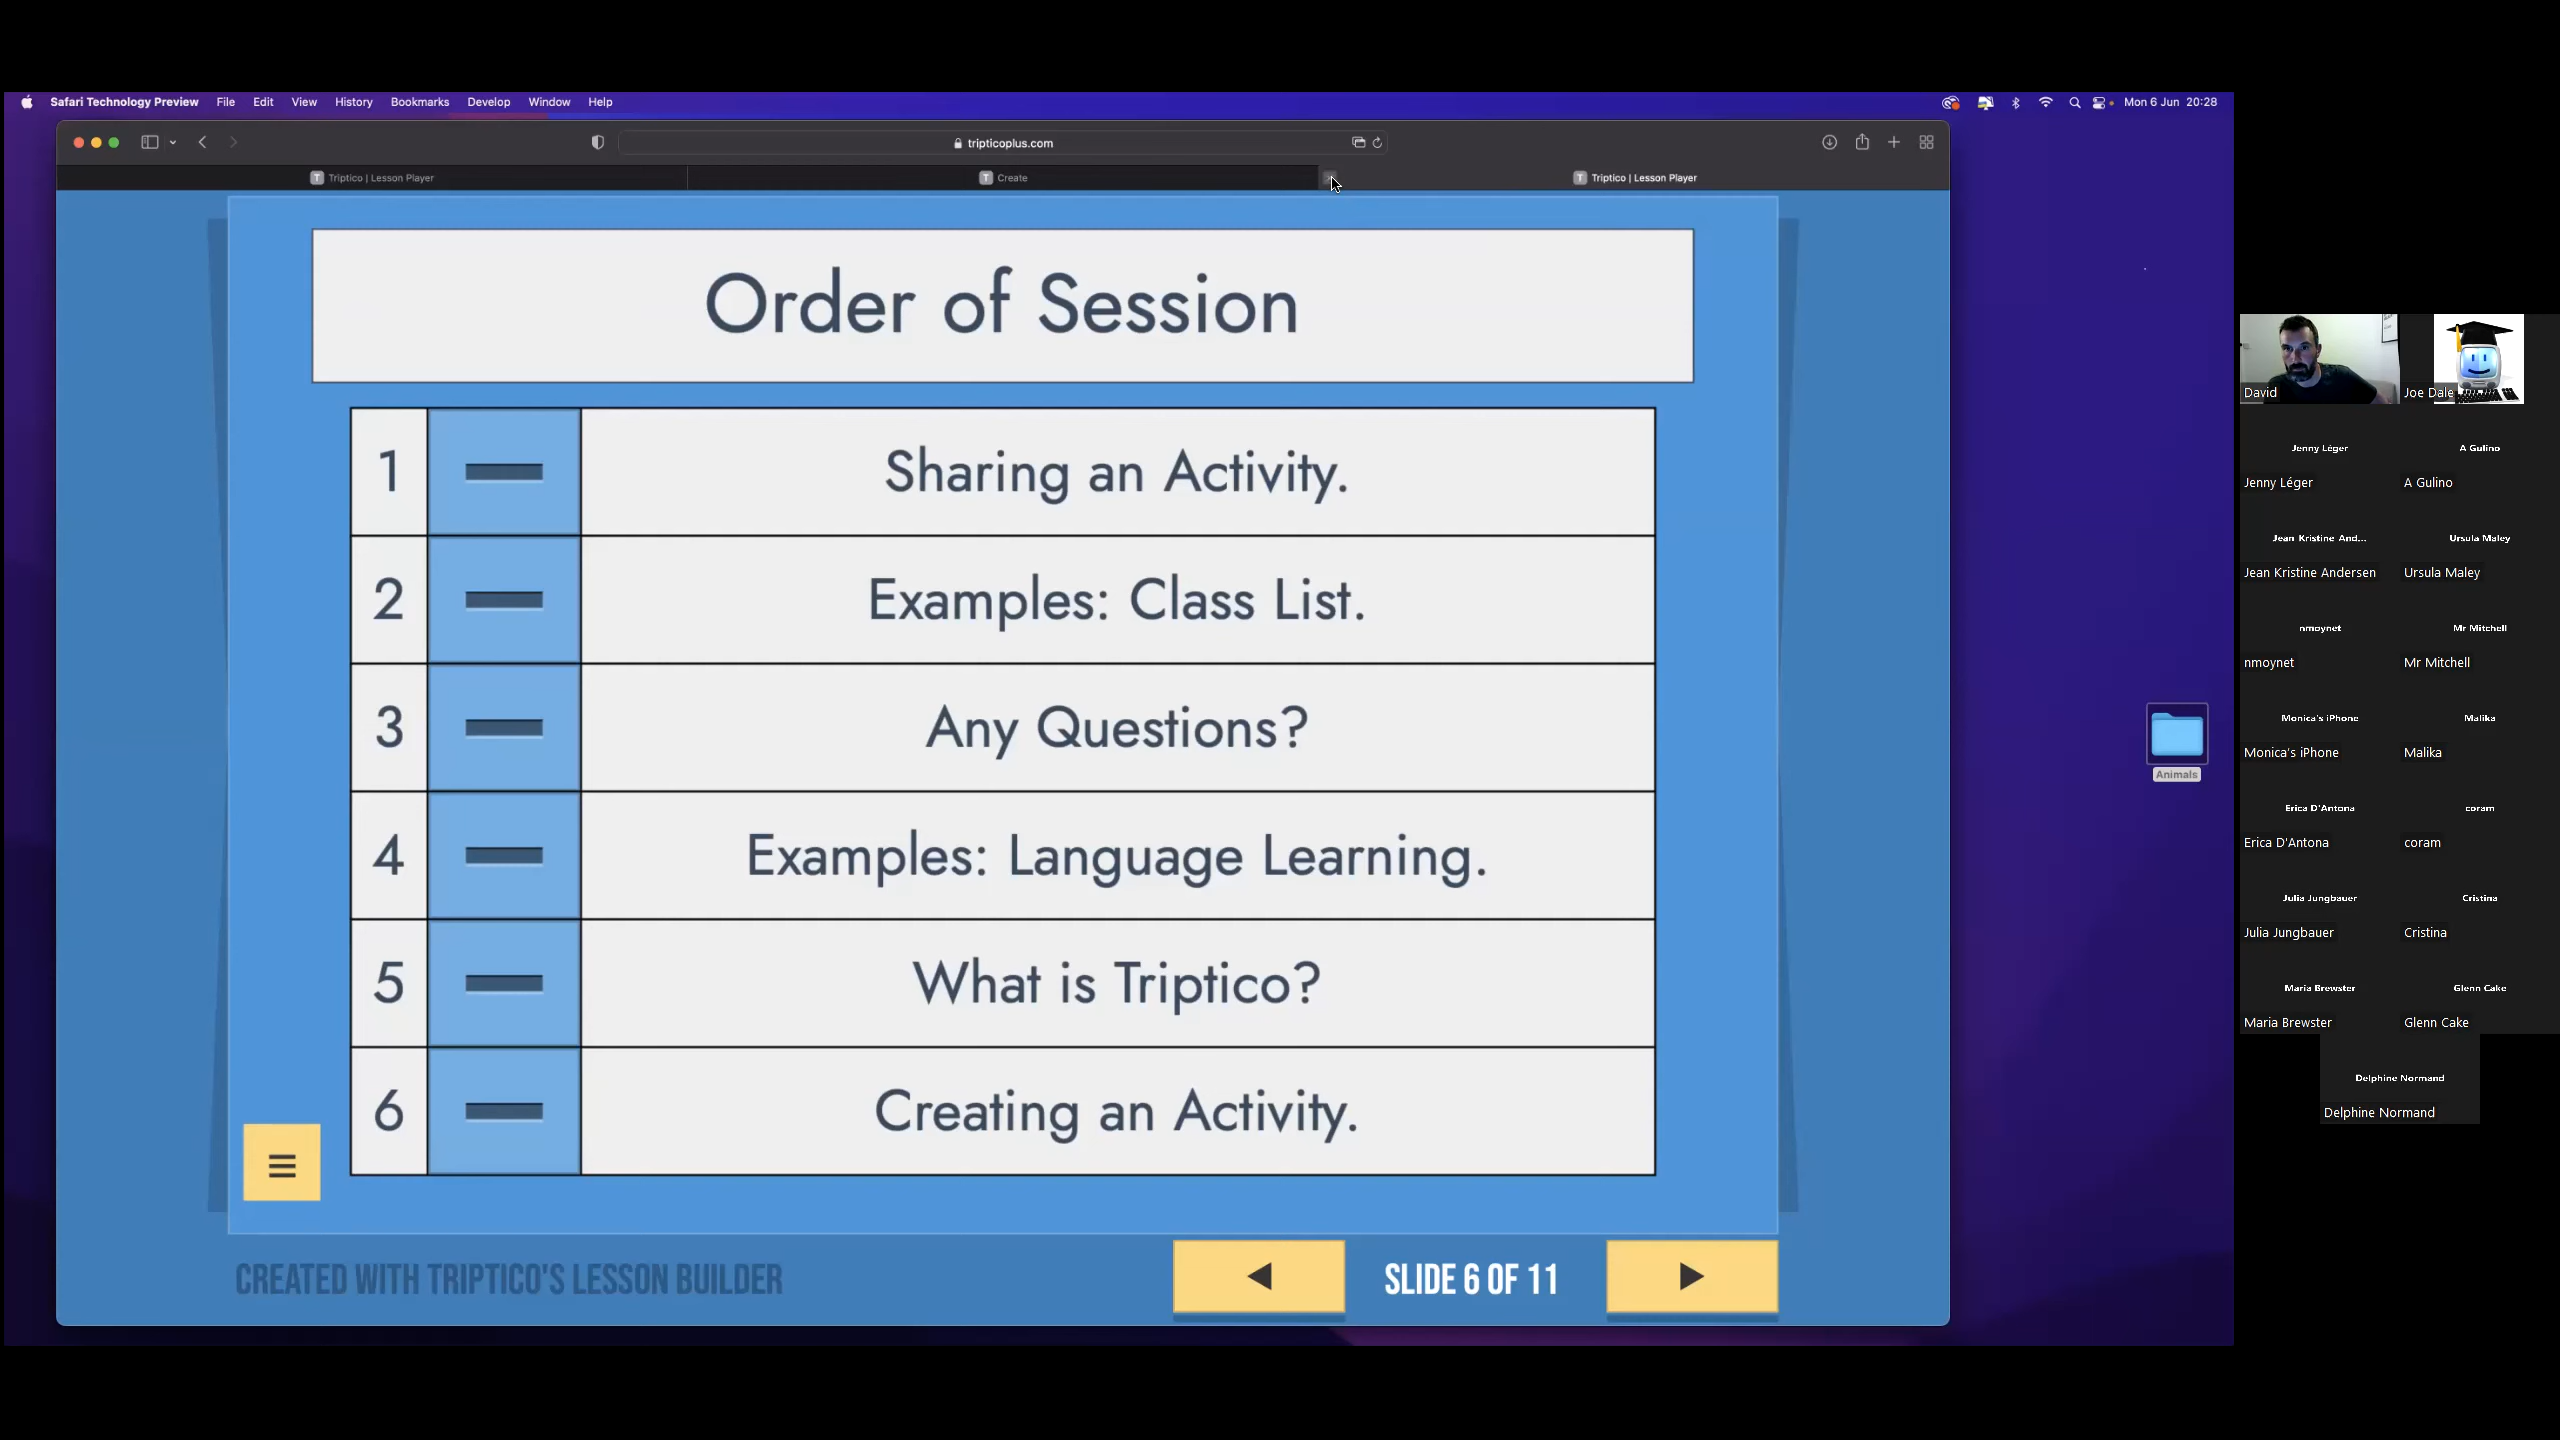 Safari Technology Preview File Edit View History Bookmarks Develop Window Help
Mon 6 Jun 20:28
tripticoplus.com
Triptico | Lesson Player
Create
Triptico | Lesson Player
Order of Session
1 Sharing an Activity.
2 Examples: Class List.
3 Any Questions?
4 Examples: Language Learning.
5 What is Triptico?
6 Creating an Activity.
CREATED WITH TRIPTICO'S LESSON BUILDER
SLIDE 6 OF 11
Animals
David
Joe Dale
Jenny Léger
A Gulino
Jenny Léger
A Gulino
Jean Kristine And...
Ursula Maley
Jean Kristine Andersen
Ursula Maley
nmoynet
Mr Mitchell
nmoynet
Mr Mitchell
Monica's iPhone
Malika
Monica's iPhone
Malika
Erica D'Antona
coram
Erica D'Antona
coram
Julia Jungbauer
Cristina
Julia Jungbauer
Cristina
Maria Brewster
Glenn Cake
Maria Brewster
Glenn Cake
Delphine Normand
Delphine Normand